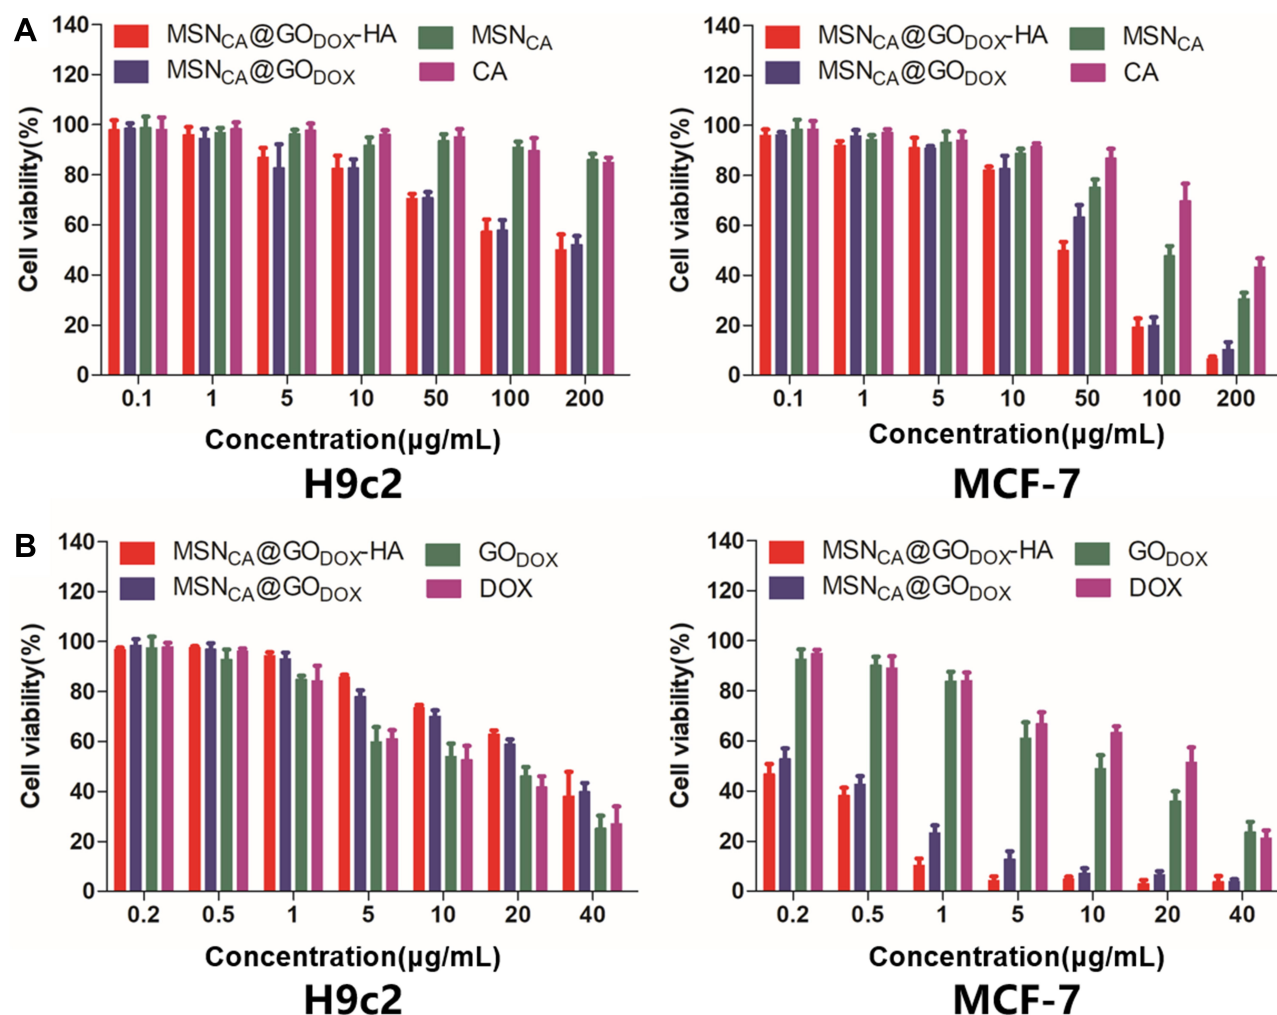 A
MSNCA@GODOX-HA MSNCA
MSNCA@GODOX CA
Cell viability(%)
140
120
100
80
60
40
20
0
0.1 1 5 10 50 100 200
Concentration(µg/mL)
H9c2
MSNCA@GODOX-HA MSNCA
MSNCA@GODOX CA
Cell viability(%)
140
120
100
80
60
40
20
0
0.1 1 5 10 50 100 200
Concentration(µg/mL)
MCF-7
B
MSNCA@GODOX-HA GODOX
MSNCA@GODOX DOX
Cell viability(%)
140
120
100
80
60
40
20
0
0.2 0.5 1 5 10 20 40
Concentration(µg/mL)
H9c2
MSNCA@GODOX-HA GODOX
MSNCA@GODOX DOX
Cell viability(%)
140
120
100
80
60
40
20
0
0.2 0.5 1 5 10 20 40
Concentration(µg/mL)
MCF-7